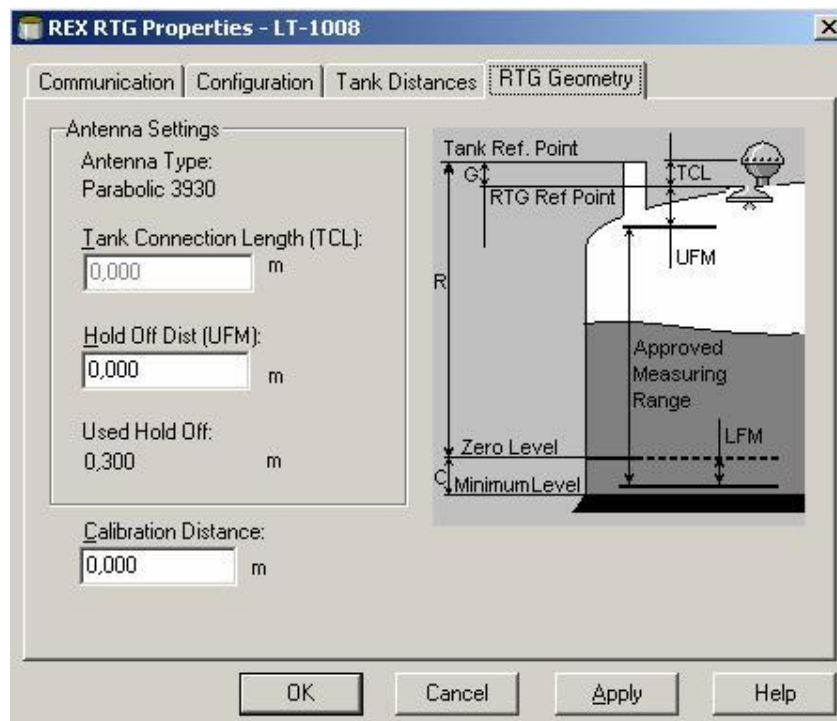 REX RTG Properties - LT-1008
Communication
Configuration
Tank Distances
RTG Geometry
Antenna Settings
Antenna Type:
Parabolic 3930
Tank Connection Length (TCL):
0,000 m
Hold Off Dist (UFM):
0,000 m
Used Hold Off:
0,300 m
Calibration Distance:
0,000 m
Tank Ref. Point
G
TCL
RTG Ref Point
UFM
R
Approved
Measuring
Range
LFM
Zero Level
C
Minimum Level
OK
Cancel
Apply
Help